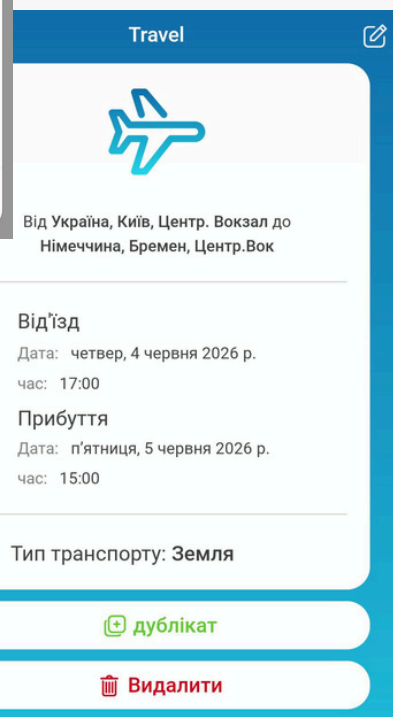 Travel
Від Україна, Київ, Центр. Вокзал до
Німеччина, Бремен, Центр.Вок
Від'їзд
Дата: четвер, 4 червня 2026 р.
час: 17:00
Прибуття
Дата: п'ятниця, 5 червня 2026 р.
час: 15:00
Тип транспорту: Земля
дублікат
Видалити